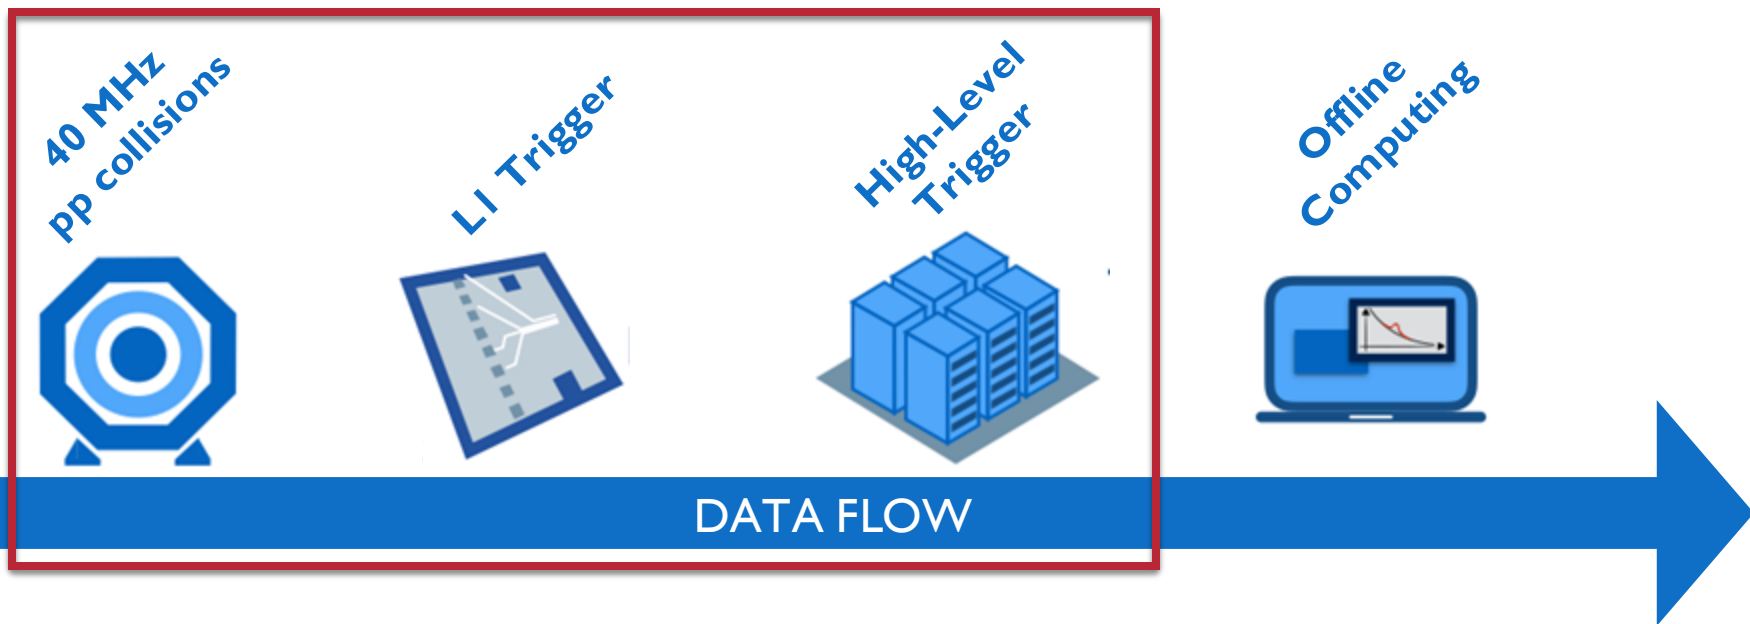 40 MHz
pp collisions
L1 Trigger
High-Level
Trigger
Offline
Computing
DATA FLOW